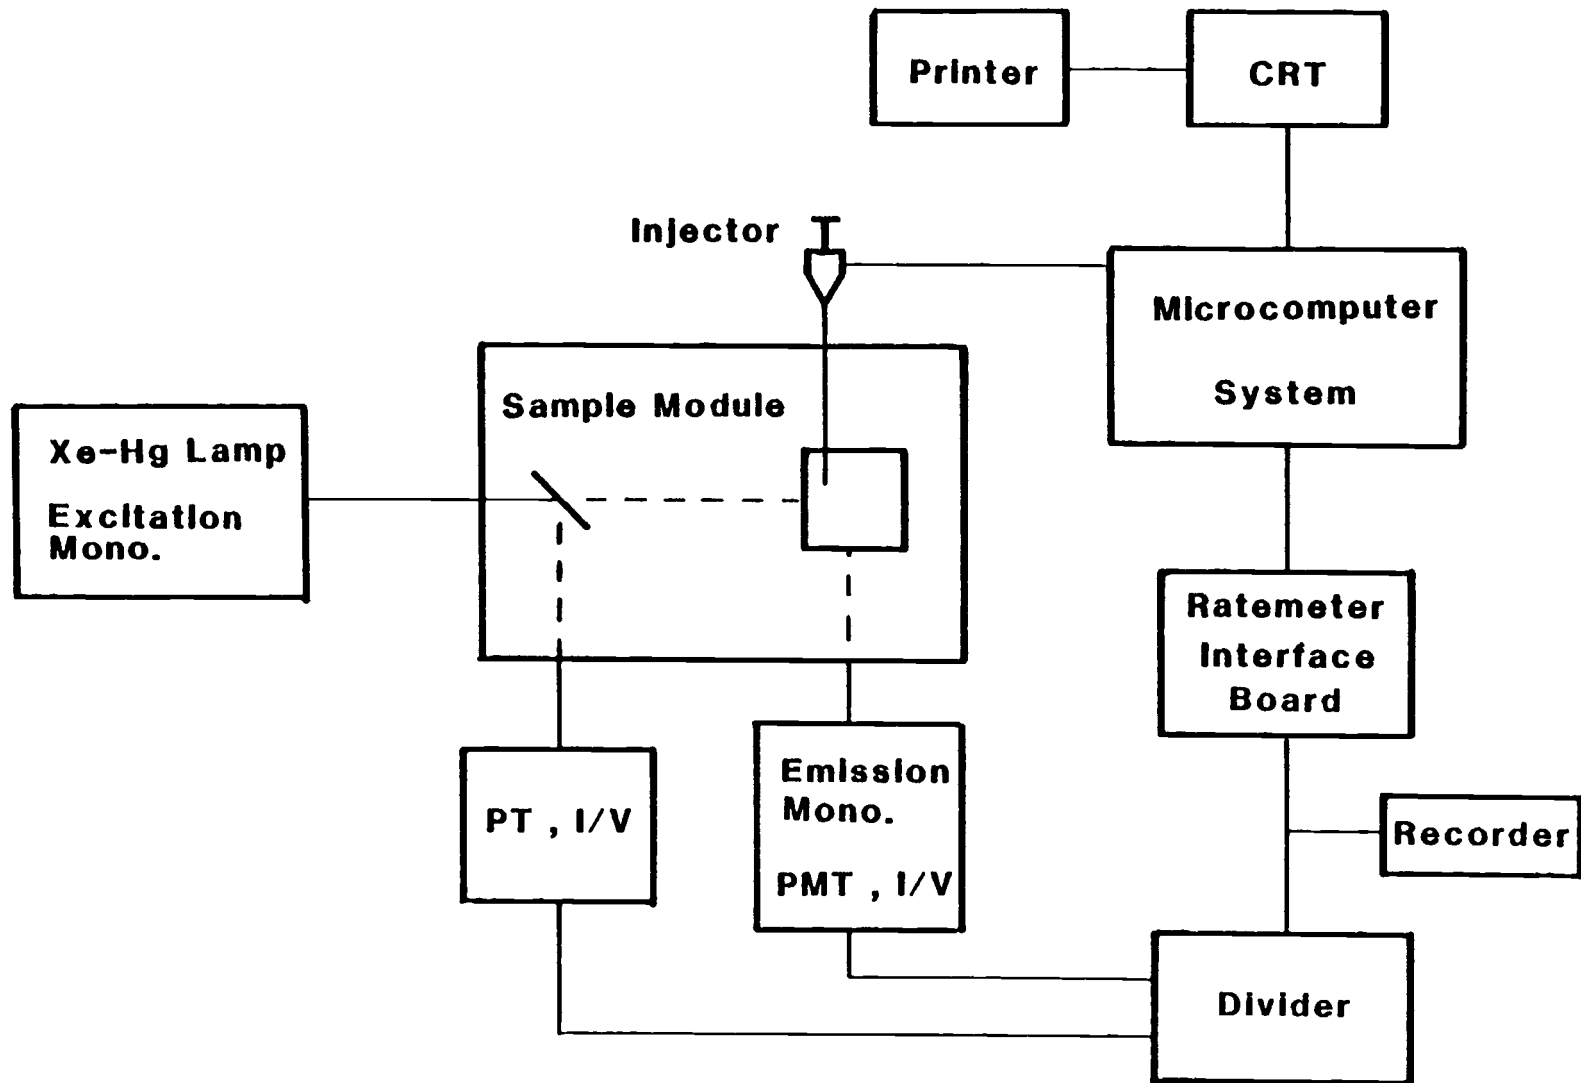 Printer
CRT
Injector
Microcomputer
System
Sample Module
Xe-Hg Lamp
Excitation
Mono.
Ratemeter
Interface
Board
PT , I/V
Emission
Mono.
PMT , I/V
Recorder
Divider